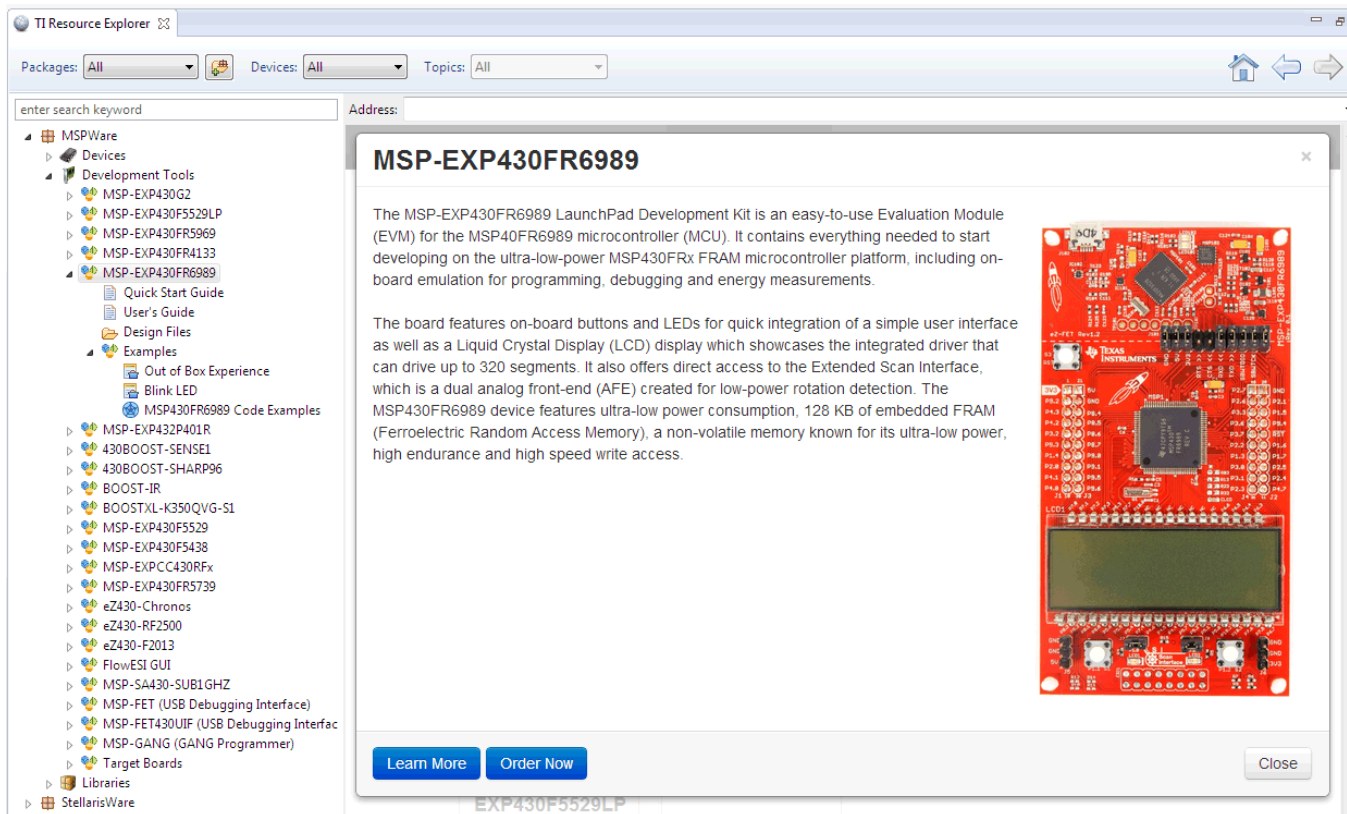 TI Resource Explorer
Packages: All Devices: All Topics: All
enter search keyword
Address:
MSPWare
Devices
Development Tools
MSP-EXP430G2
MSP-EXP430F5529LP
MSP-EXP430FR5969
MSP-EXP430FR4133
MSP-EXP430FR6989
Quick Start Guide
User's Guide
Design Files
Examples
Out of Box Experience
Blink LED
MSP430FR6989 Code Examples
MSP-EXP432P401R
430BOOST-SENSE1
430BOOST-SHARP96
BOOST-IR
BOOSTXL-K350QVG-S1
MSP-EXP430F5529
MSP-EXP430F5438
MSP-EXPCC430RFx
MSP-EXP430FR5739
eZ430-Chronos
eZ430-RF2500
eZ430-F2013
FlowESI GUI
MSP-SA430-SUB1GHZ
MSP-FET (USB Debugging Interface)
MSP-FET430UIF (USB Debugging Interfac
MSP-GANG (GANG Programmer)
Target Boards
Libraries
StellarisWare
MSP-EXP430FR6989
The MSP-EXP430FR6989 LaunchPad Development Kit is an easy-to-use Evaluation Module
(EVM) for the MSP40FR6989 microcontroller (MCU). It contains everything needed to start
developing on the ultra-low-power MSP430FRx FRAM microcontroller platform, including on-
board emulation for programming, debugging and energy measurements.
The board features on-board buttons and LEDs for quick integration of a simple user interface
as well as a Liquid Crystal Display (LCD) display which showcases the integrated driver that
can drive up to 320 segments. It also offers direct access to the Extended Scan Interface,
which is a dual analog front-end (AFE) created for low-power rotation detection. The
MSP430FR6989 device features ultra-low power consumption, 128 KB of embedded FRAM
(Ferroelectric Random Access Memory), a non-volatile memory known for its ultra-low power,
high endurance and high speed write access.
TEXAS
INSTRUMENTS
MSP-EXP430FR6989
LCD1
Learn More
Order Now
Close
EXP430F5529LP